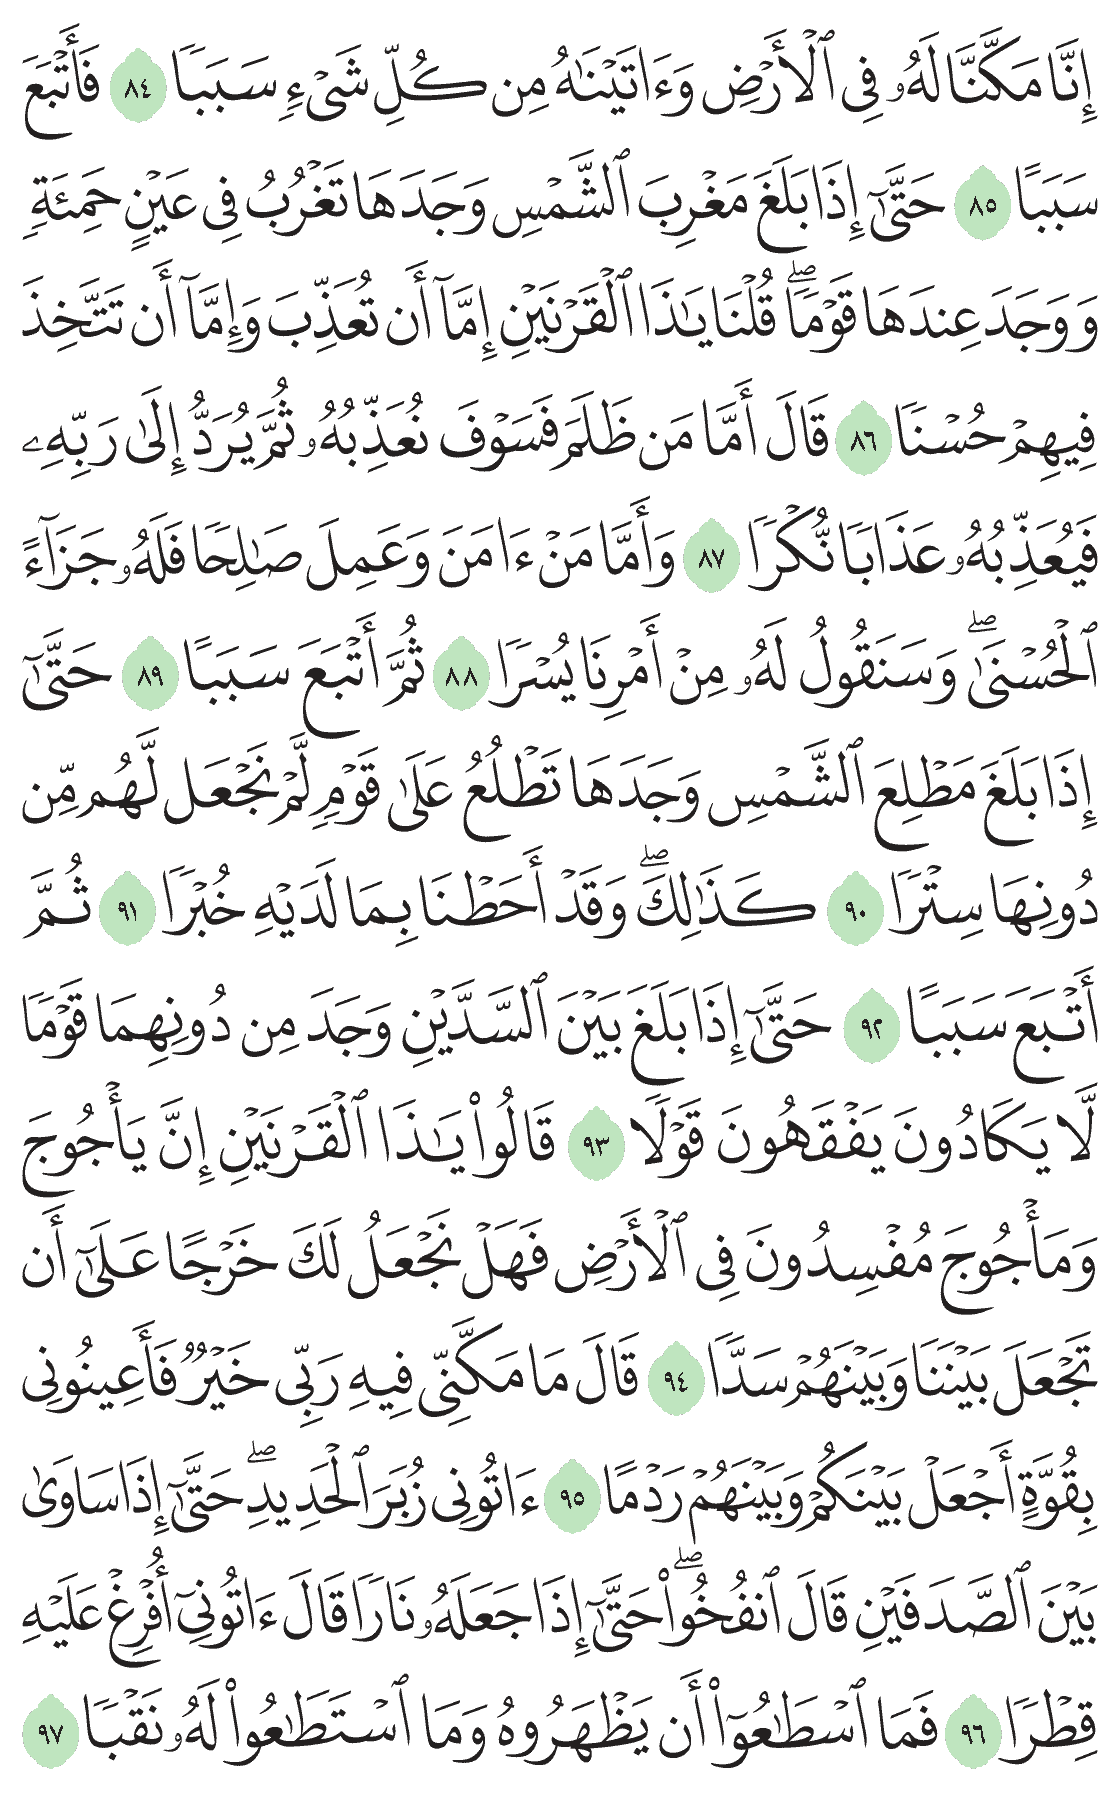 إِنَّا مَكَّنَّا لَهُۥ فِي ٱلۡأَرۡضِ وَءَاتَيۡنَٰهُ مِن كُلِّ شَيۡءٖ سَبَبٗا ٨٤ فَأَتۡبَعَ
سَبَبًا ٨٥ حَتَّىٰٓ إِذَا بَلَغَ مَغۡرِبَ ٱلشَّمۡسِ وَجَدَهَا تَغۡرُبُ فِي عَيۡنٍ حَمِئَةٖ
وَوَجَدَ عِندَهَا قَوۡمٗاۖ قُلۡنَا يَٰذَا ٱلۡقَرۡنَيۡنِ إِمَّآ أَن تُعَذِّبَ وَإِمَّآ أَن تَتَّخِذَ
فِيهِمۡ حُسۡنٗا ٨٦ قَالَ أَمَّا مَن ظَلَمَ فَسَوۡفَ نُعَذِّبُهُۥ ثُمَّ يُرَدُّ إِلَىٰ رَبِّهِۦ
فَيُعَذِّبُهُۥ عَذَابٗا نُّكۡرٗا ٨٧ وَأَمَّا مَنۡ ءَامَنَ وَعَمِلَ صَٰلِحٗا فَلَهُۥ جَزَآءً
ٱلۡحُسۡنَىٰۖ وَسَنَقُولُ لَهُۥ مِنۡ أَمۡرِنَا يُسۡرٗا ٨٨ ثُمَّ أَتۡبَعَ سَبَبًا ٨٩ حَتَّىٰٓ
إِذَا بَلَغَ مَطۡلِعَ ٱلشَّمۡسِ وَجَدَهَا تَطۡلُعُ عَلَىٰ قَوۡمٖ لَّمۡ نَجۡعَل لَّهُم مِّن
دُونِهَا سِتۡرٗا ٩٠ كَذَٰلِكَۖ وَقَدۡ أَحَطۡنَا بِمَا لَدَيۡهِ خُبۡرٗا ٩١ ثُمَّ
أَتۡبَعَ سَبَبًا ٩٢ حَتَّىٰٓ إِذَا بَلَغَ بَيۡنَ ٱلسَّدَّيۡنِ وَجَدَ مِن دُونِهِمَا قَوۡمٗا
لَّا يَكَادُونَ يَفۡقَهُونَ قَوۡلٗا ٩٣ قَالُواْ يَٰذَا ٱلۡقَرۡنَيۡنِ إِنَّ يَأۡجُوجَ
وَمَأۡجُوجَ مُفۡسِدُونَ فِي ٱلۡأَرۡضِ فَهَلۡ نَجۡعَلُ لَكَ خَرۡجًا عَلَىٰٓ أَن
تَجۡعَلَ بَيۡنَنَا وَبَيۡنَهُمۡ سَدّٗا ٩٤ قَالَ مَا مَكَّنِّي فِيهِ رَبِّي خَيۡرٞ فَأَعِينُونِي
بِقُوَّةٍ أَجۡعَلۡ بَيۡنَكُمۡ وَبَيۡنَهُمۡ رَدۡمًا ٩٥ ءَاتُونِي زُبَرَ ٱلۡحَدِيدِۖ حَتَّىٰٓ إِذَا سَاوَىٰ
بَيۡنَ ٱلصَّدَفَيۡنِ قَالَ ٱنفُخُواْۖ حَتَّىٰٓ إِذَا جَعَلَهُۥ نَارٗا قَالَ ءَاتُونِيٓ أُفۡرِغۡ عَلَيۡهِ
قِطۡرٗا ٩٦ فَمَا ٱسۡطَٰعُوٓاْ أَن يَظۡهَرُوهُ وَمَا ٱسۡتَطَٰعُواْ لَهُۥ نَقۡبٗا ٩٧